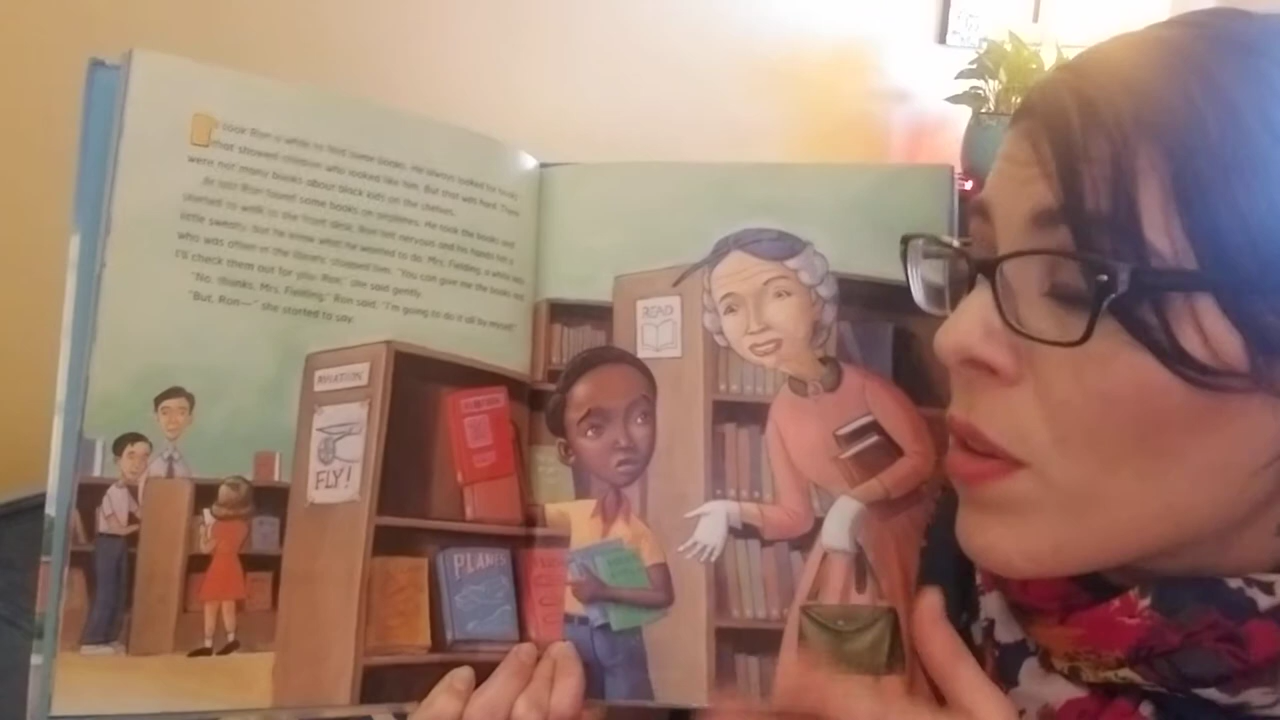 It took Ron a while to find some books. He always looked for books
that showed children who looked like him. But that was hard. There
were not many books about black kids on the shelves.
At last Ron found some books on airplanes. He took the books and
started to walk to the front desk. Ron felt nervous and his hands felt a
little sweaty, but he knew what he wanted to do. Mrs. Fielding, a white lady
who was often in the library, stopped him. "You can give me the books and
I'll check them out for you, Ron," she said gently.
"No, thanks, Mrs. Fielding," Ron said. "I'm going to do it all by myself."
"But, Ron—" she started to say.
AVIATION
FLY!
PLANES
READ